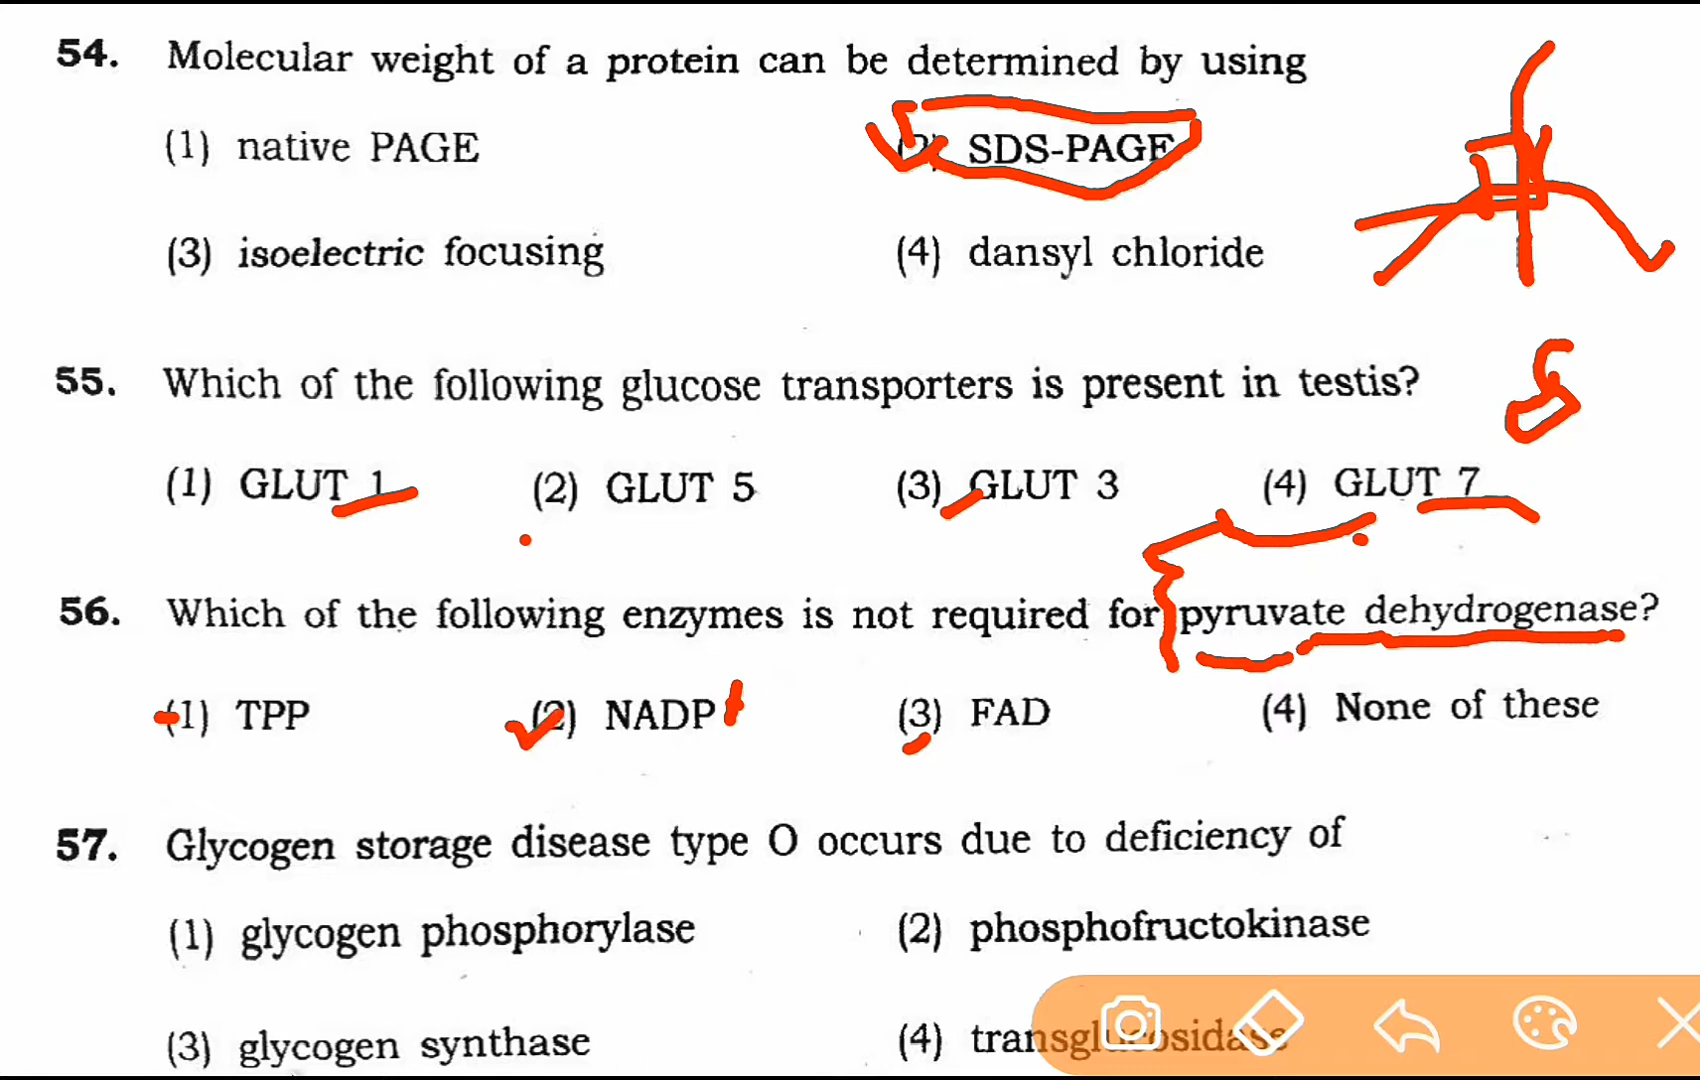 54. Molecular weight of a protein can be determined by using
(1) native PAGE (2) SDS-PAGE
(3) isoelectric focusing (4) dansyl chloride
55. Which of the following glucose transporters is present in testis?
(1) GLUT 1 (2) GLUT 5 (3) GLUT 3 (4) GLUT 7
56. Which of the following enzymes is not required for pyruvate dehydrogenase?
(1) TPP (2) NADP (3) FAD (4) None of these
57. Glycogen storage disease type O occurs due to deficiency of
(1) glycogen phosphorylase (2) phosphofructokinase
(3) glycogen synthase (4) transglucosidase